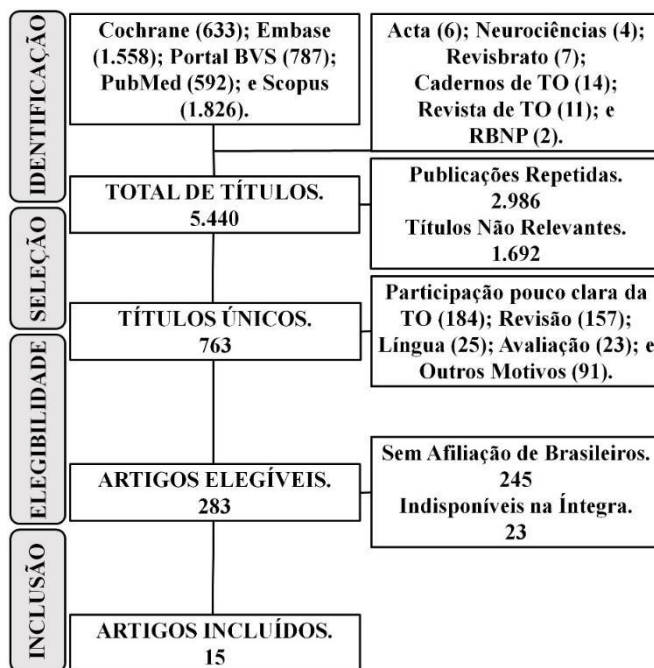 IDENTIFICAÇÃO
Cochrane (633); Embase
(1.558); Portal BVS (787);
PubMed (592); e Scopus
(1.826).
Acta (6); Neurociências (4);
Revisbrato (7);
Cadernos de TO (14);
Revista de TO (11); e
RBNP (2).
TOTAL DE TÍTULOS.
5.440
Publicações Repetidas.
2.986
Títulos Não Relevantes.
1.692
SELEÇÃO
TÍTULOS ÚNICOS.
763
Participação pouco clara da
TO (184); Revisão (157);
Língua (25); Avaliação (23); e
Outros Motivos (91).
ELEGIBILIDADE
ARTIGOS ELEGÍVEIS.
283
Sem Afiliação de Brasileiros.
245
Indisponíveis na Íntegra.
23
INCLUSÃO
ARTIGOS INCLUÍDOS.
15